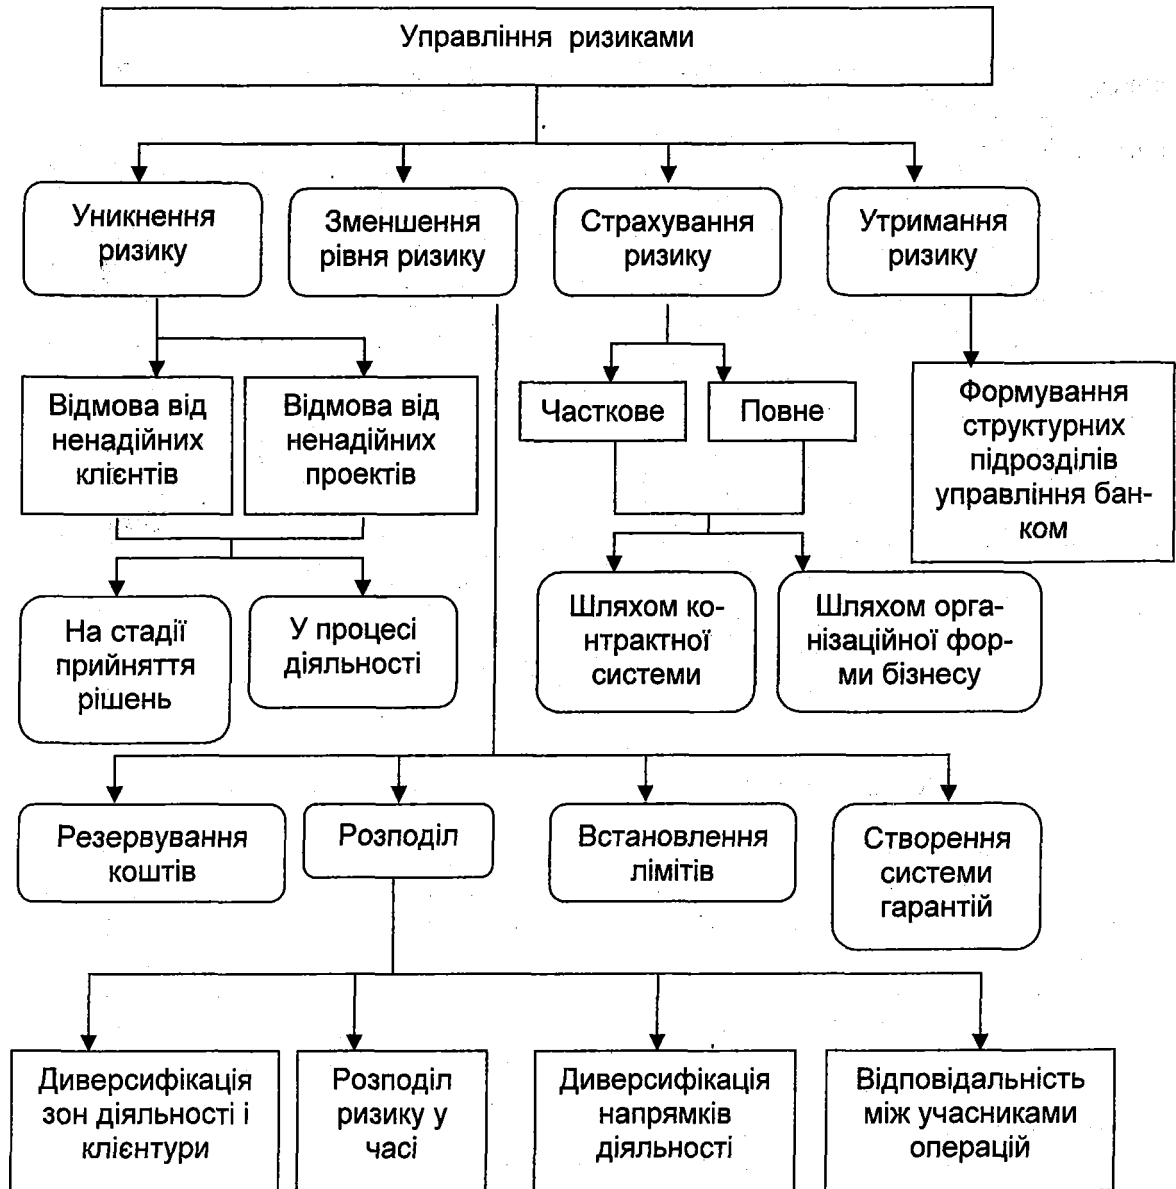 Управління ризиками
Уникнення
ризику
Зменшення
рівня ризику
Страхування
ризику
Утримання
ризику
Відмова від
ненадійних
клієнтів
Відмова від
ненадійних
проектів
Часткове
Повне
Формування
структурних
підрозділів
управління бан-
ком
На стадії
прийняття
рішень
У процесі
діяльності
Шляхом ко-
нтрактної
системи
Шляхом орга-
нізаційної фор-
ми бізнесу
Резервування
коштів
Розподіл
Встановлення
лімітів
Створення
системи
гарантій
Диверсифікація
зон діяльності і
клієнтури
Розподіл
ризику у
часі
Диверсифікація
напрямків
діяльності
Відповідальність
між учасниками
операцій